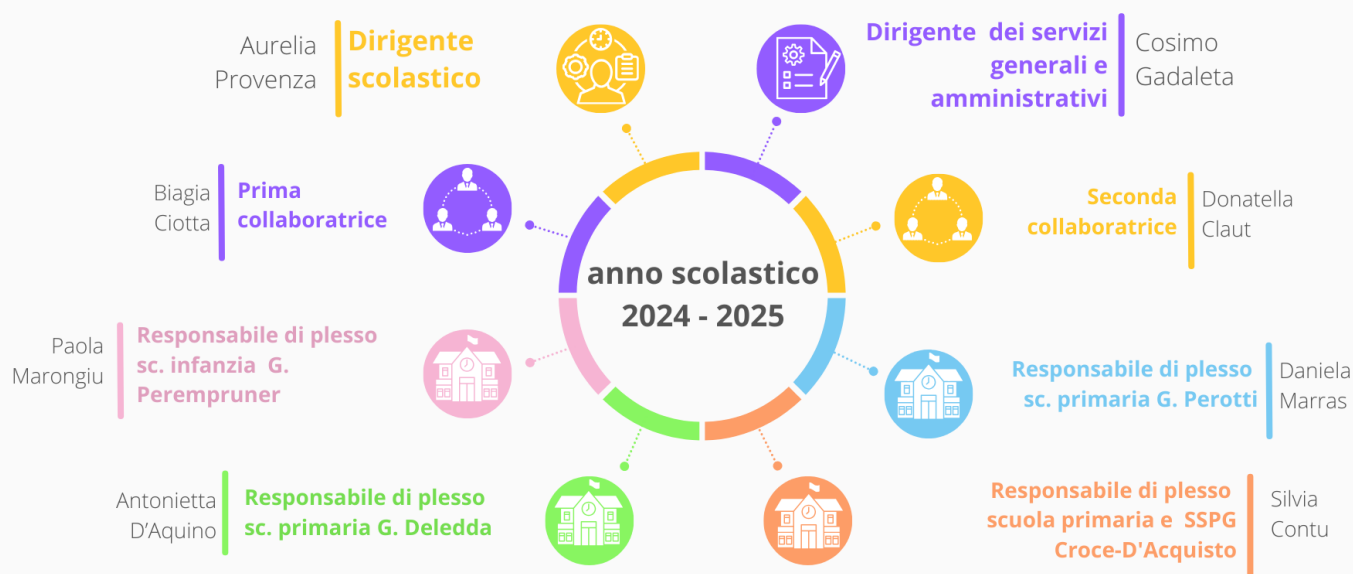 Aurelia
Provenza
Dirigente
scolastico
Dirigente dei servizi
generali e
amministrativi
Cosimo
Gadaleta
Biagia
Ciotta
Prima
collaboratrice
Seconda
collaboratrice
Donatella
Claut
anno scolastico
2024 - 2025
Paola
Marongiu
Responsabile di plesso
sc. infanzia G.
Perempruner
Responsabile di plesso
sc. primaria G. Perotti
Daniela
Marras
Antonietta
D’Aquino
Responsabile di plesso
sc. primaria G. Deledda
Responsabile di plesso
scuola primaria e SSPG
Croce-D'Acquisto
Silvia
Contu